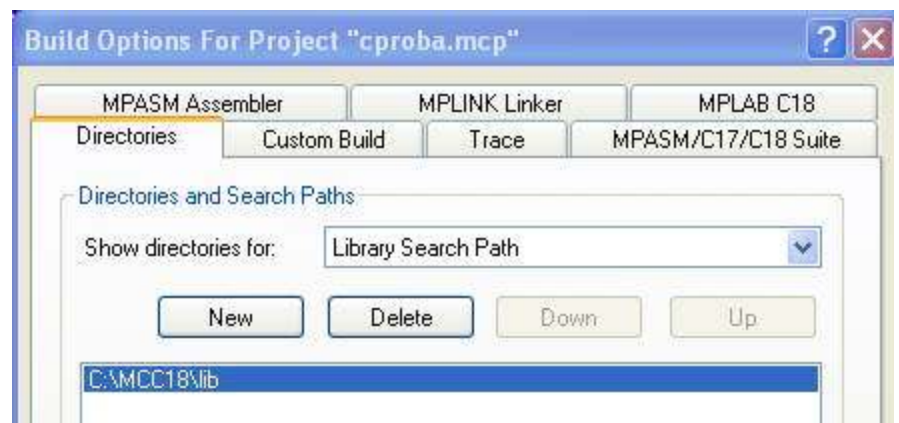 Build Options For Project "cproba.mcp"
MPASM Assembler MPLINK Linker MPLAB C18
Directories Custom Build Trace MPASM/C17/C18 Suite
Directories and Search Paths
Show directories for: Library Search Path
New Delete Down Up
C:\MCC18\lib